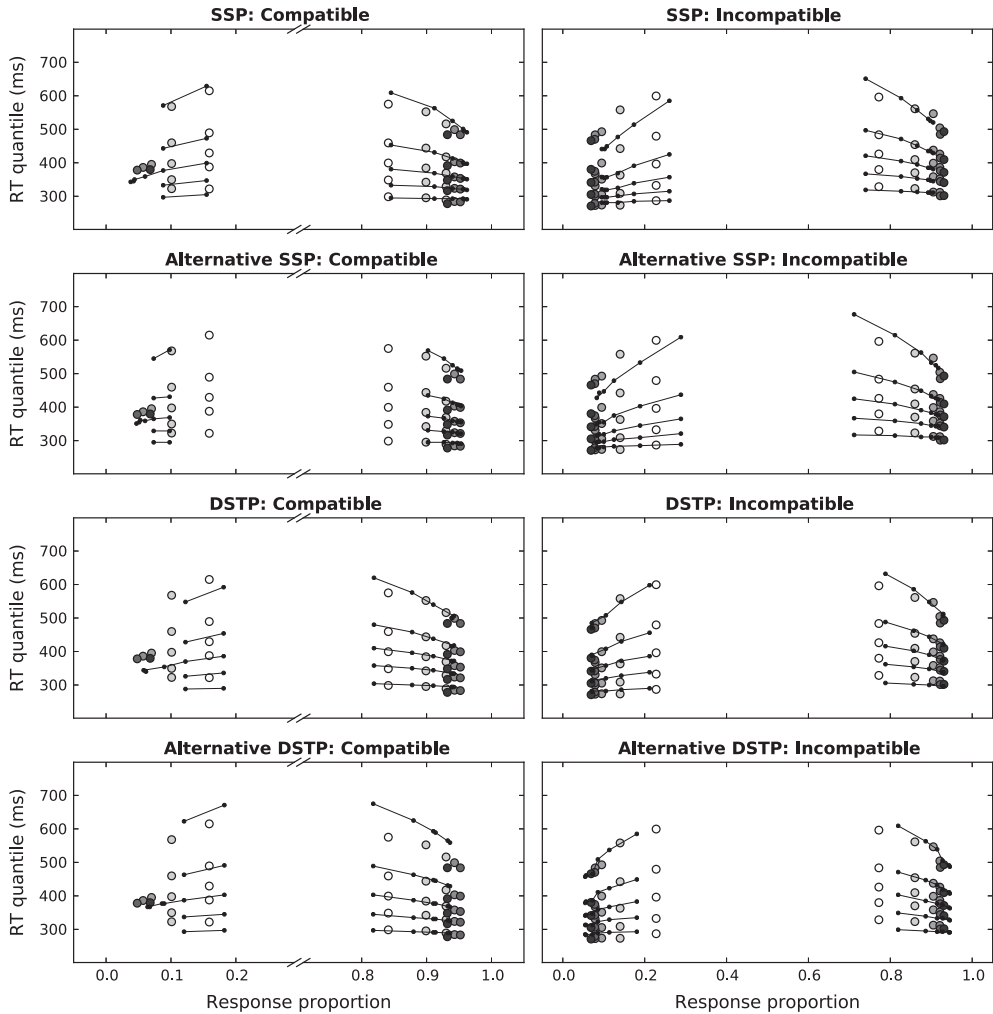 SSP: Compatible
SSP: Incompatible
RT quantile (ms)
700
600
500
400
300
Alternative SSP: Compatible
Alternative SSP: Incompatible
RT quantile (ms)
700
600
500
400
300
DSTP: Compatible
DSTP: Incompatible
RT quantile (ms)
700
600
500
400
300
Alternative DSTP: Compatible
Alternative DSTP: Incompatible
RT quantile (ms)
700
600
500
400
300
0.0 0.1 0.2 0.8 0.9 1.0
0.0 0.2 0.4 0.6 0.8 1.0
Response proportion
Response proportion